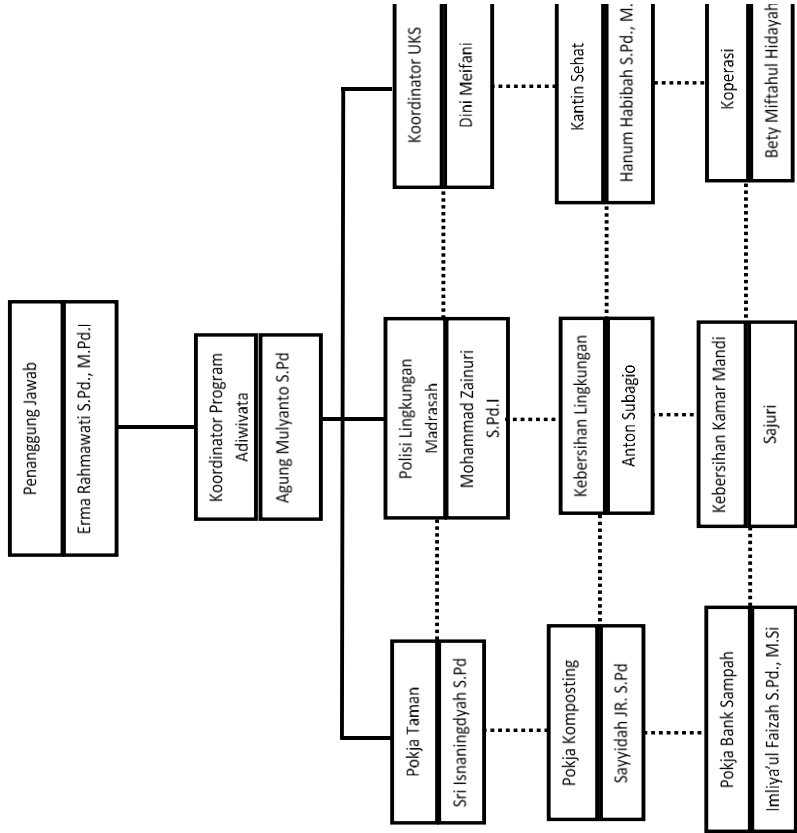 Penanggung Jawab
Erma Rahmawati S.Pd., M.Pd.I
Koordinator Program
Adiwivata
Agung Mulyanto S.Pd
Pokja Taman
Sri Isnaningdyah S.Pd
Polisi Lingkungan
Madrasah
Mohammad Zainuri
S.Pd.I
Koordinator UKS
Dini Meifani
Pokja Komposting
Sayyidah JR. S.Pd
Kebersihan Lingkungan
Anton Subagio
Kantin Sehat
Hanum Habibah S.Pd., M.
Pokja Bank Sampah
Imliya'ul Faizah S.Pd., M.Si
Kebersihan Kamar Mandi
Sajuri
Koperasi
Bety Miftahul Hidayah